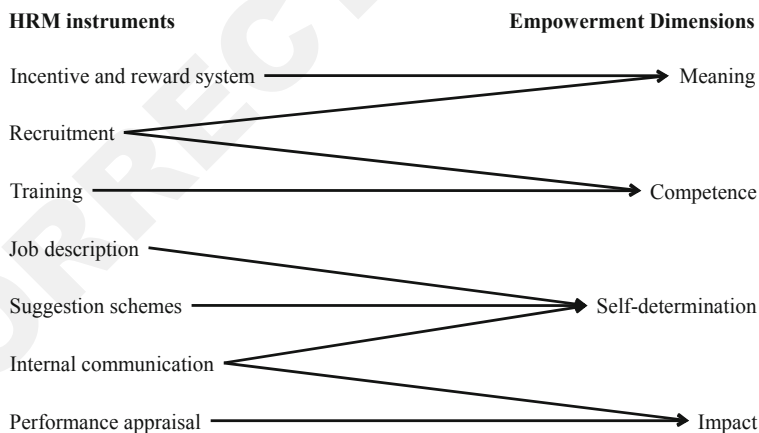 HRM instruments Empowerment Dimensions
Incentive and reward system Meaning
Recruitment
Training Competence
Job description
Suggestion schemes Self-determination
Internal communication
Performance appraisal Impact
ORRECT